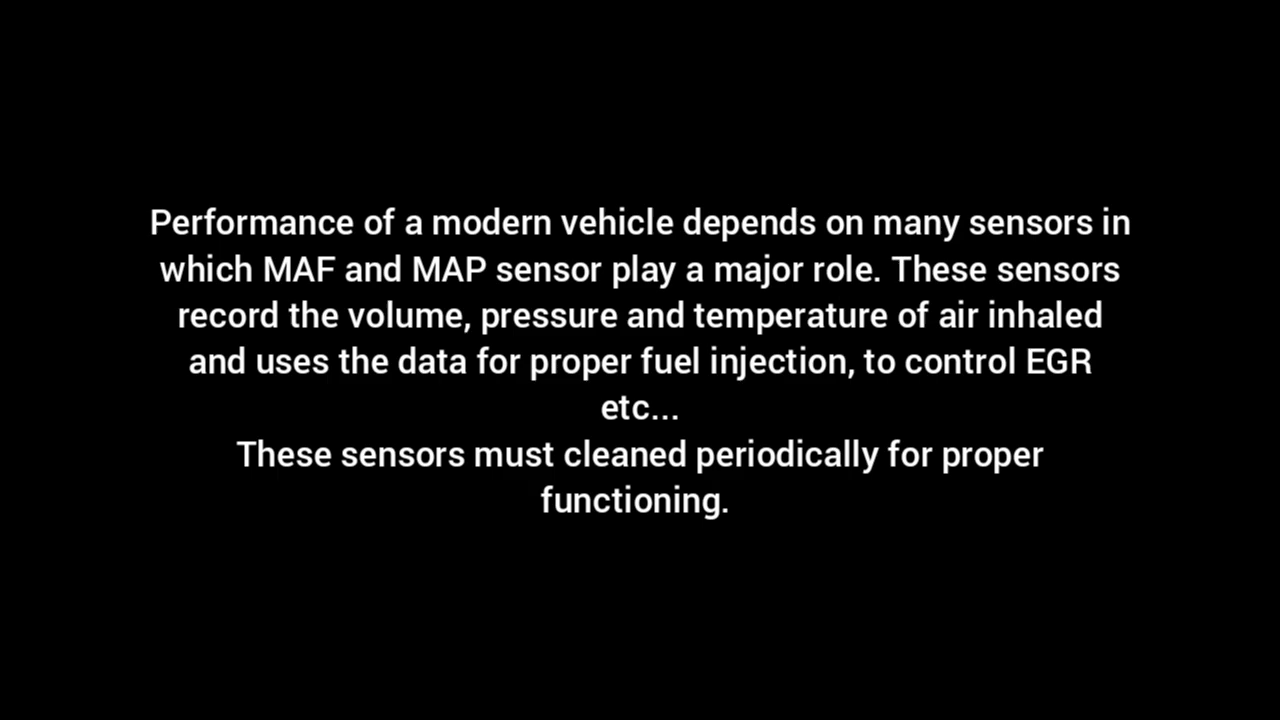 Performance of a modern vehicle depends on many sensors in
which MAF and MAP sensor play a major role. These sensors
record the volume, pressure and temperature of air inhaled
and uses the data for proper fuel injection, to control EGR
etc...
These sensors must cleaned periodically for proper
functioning.